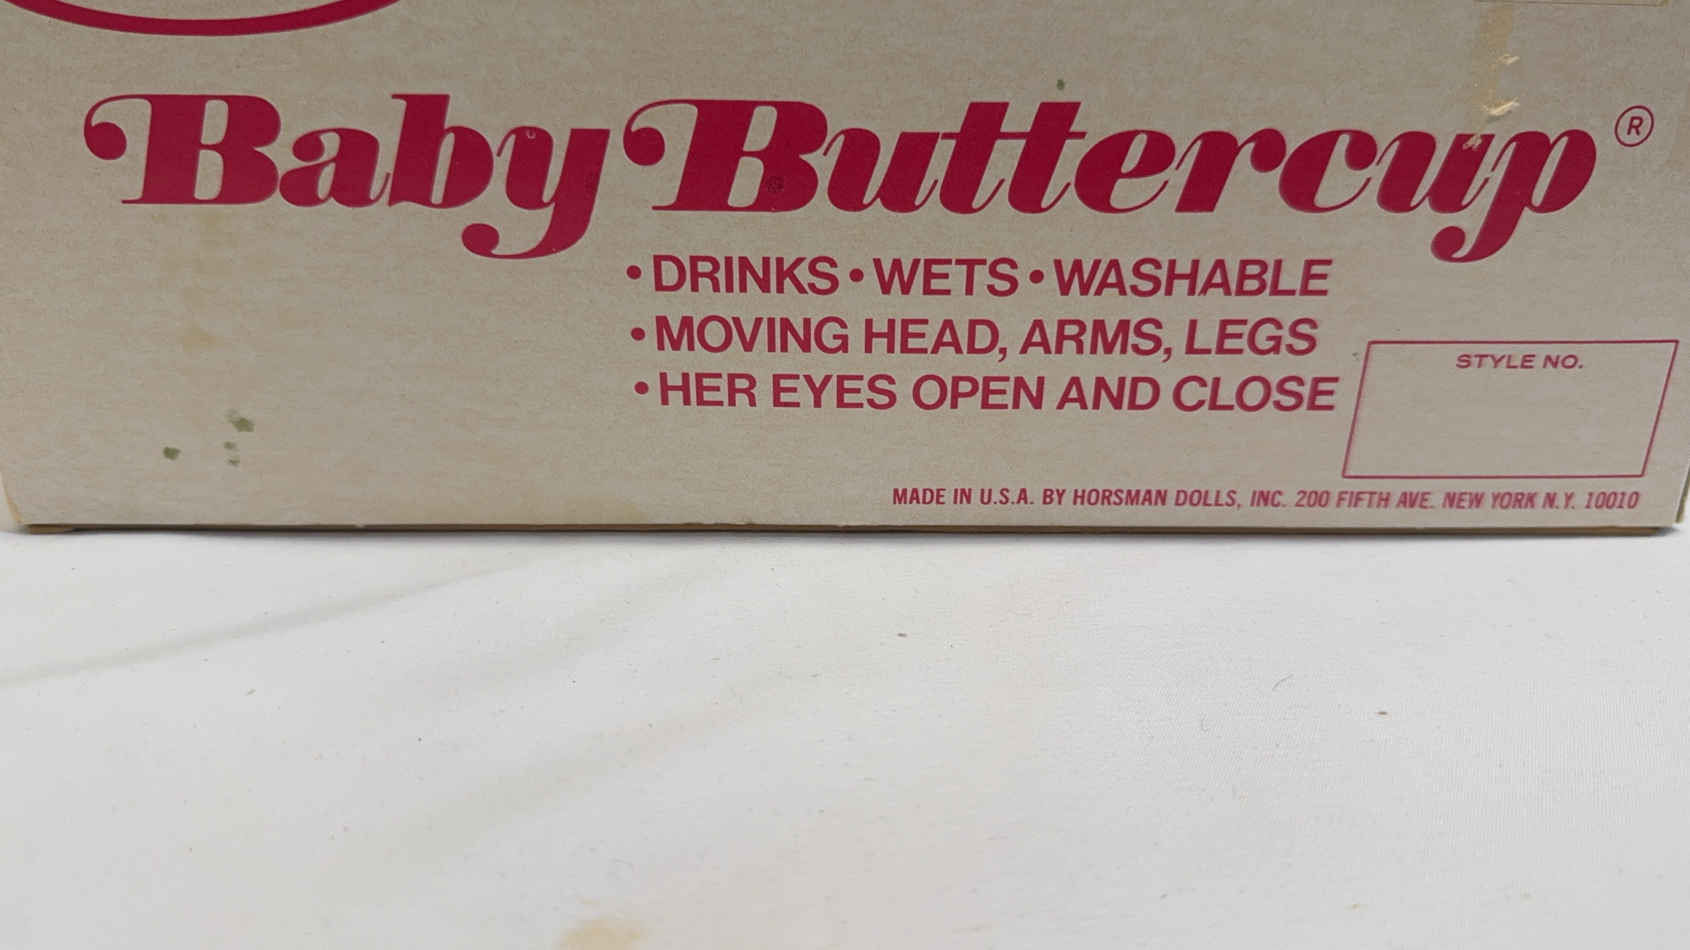 Baby Buttercup®
• DRINKS • WETS • WASHABLE
• MOVING HEAD, ARMS, LEGS
• HER EYES OPEN AND CLOSE
STYLE NO.
MADE IN U.S.A. BY HORSMAN DOLLS, INC. 200 FIFTH AVE. NEW YORK N.Y. 10010